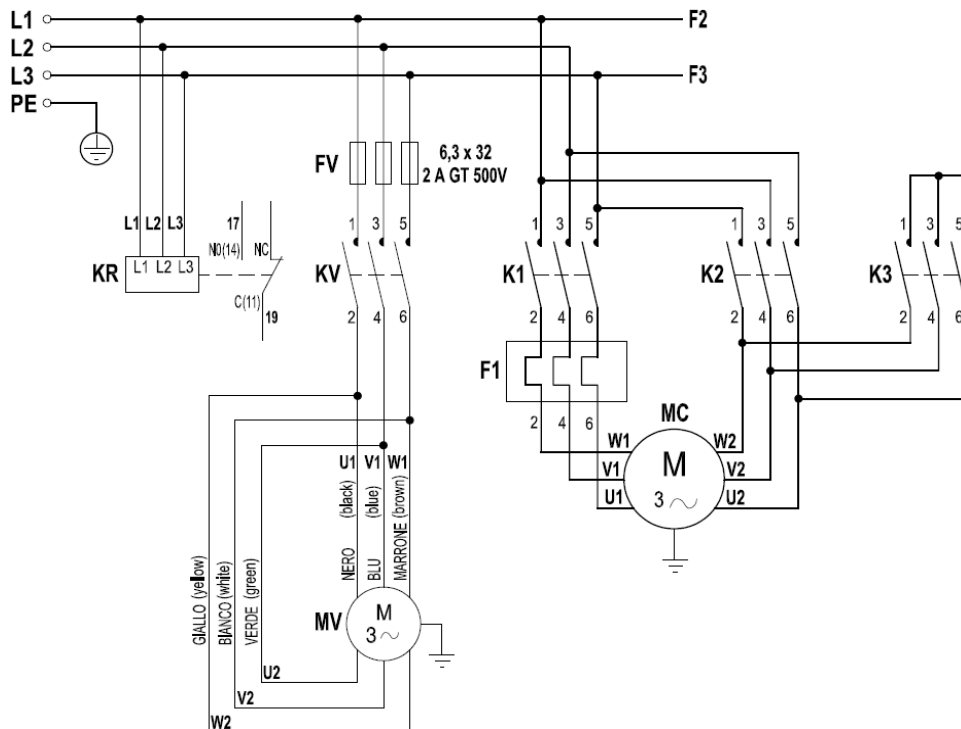 L1 F2
L2
L3 F3
PE
FV 6,3 x 32
2 A GT 500V
L1 L2 L3 17 1 3 5 1 3 5 1 3 5 1 3 5
N0(14) NC
KR L1 L2 L3 KV K1 K2 K3
C(11)
19 2 4 6 2 4 6 2 4 6 2 4 6
F1
2 4 6 MC
W1 W2
U1 V1 W1 V1 M V2
U1 3 U2
GIALLO (yellow)
BIANCO (white)
VERDE (green)
NERO (black)
BLU (blue)
MARRONE (brown)
MV M
3
U2
V2
W2